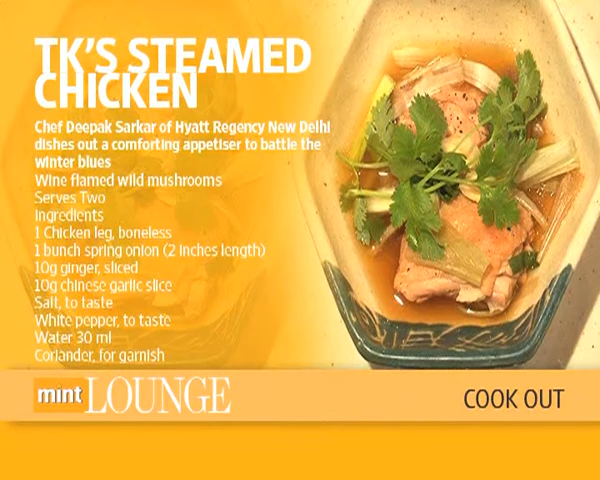 TK'S STEAMED
CHICKEN
Chef Deepak Sarkar of Hyatt Regency New Delhi
dishes out a comforting appetiser to battle the
winter blues
Wine flamed wild mushrooms
Serves Two
Ingredients
1 Chicken leg, boneless
1 bunch spring onion (2 inches length)
10g ginger, sliced
10g chinese garlic slice
Salt, to taste
White pepper, to taste
Water 30 ml
Coriander, for garnish
mint LOUNGE
COOK OUT